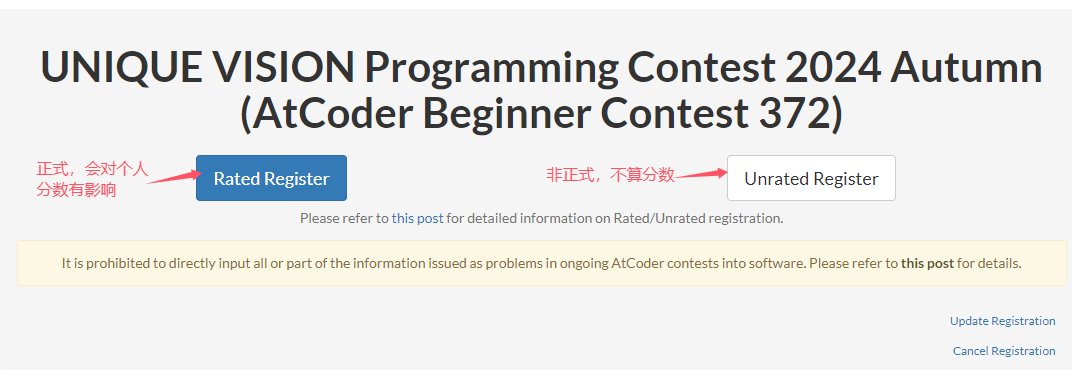 UNIQUE VISION Programming Contest 2024 Autumn
(AtCoder Beginner Contest 372)
正式，会对个人
分数有影响
Rated Register
非正式，不算分数
Unrated Register
Please refer to this post for detailed information on Rated/Unrated registration.
It is prohibited to directly input all or part of the information issued as problems in ongoing AtCoder contests into software. Please refer to this post for details.
Update Registration
Cancel Registration